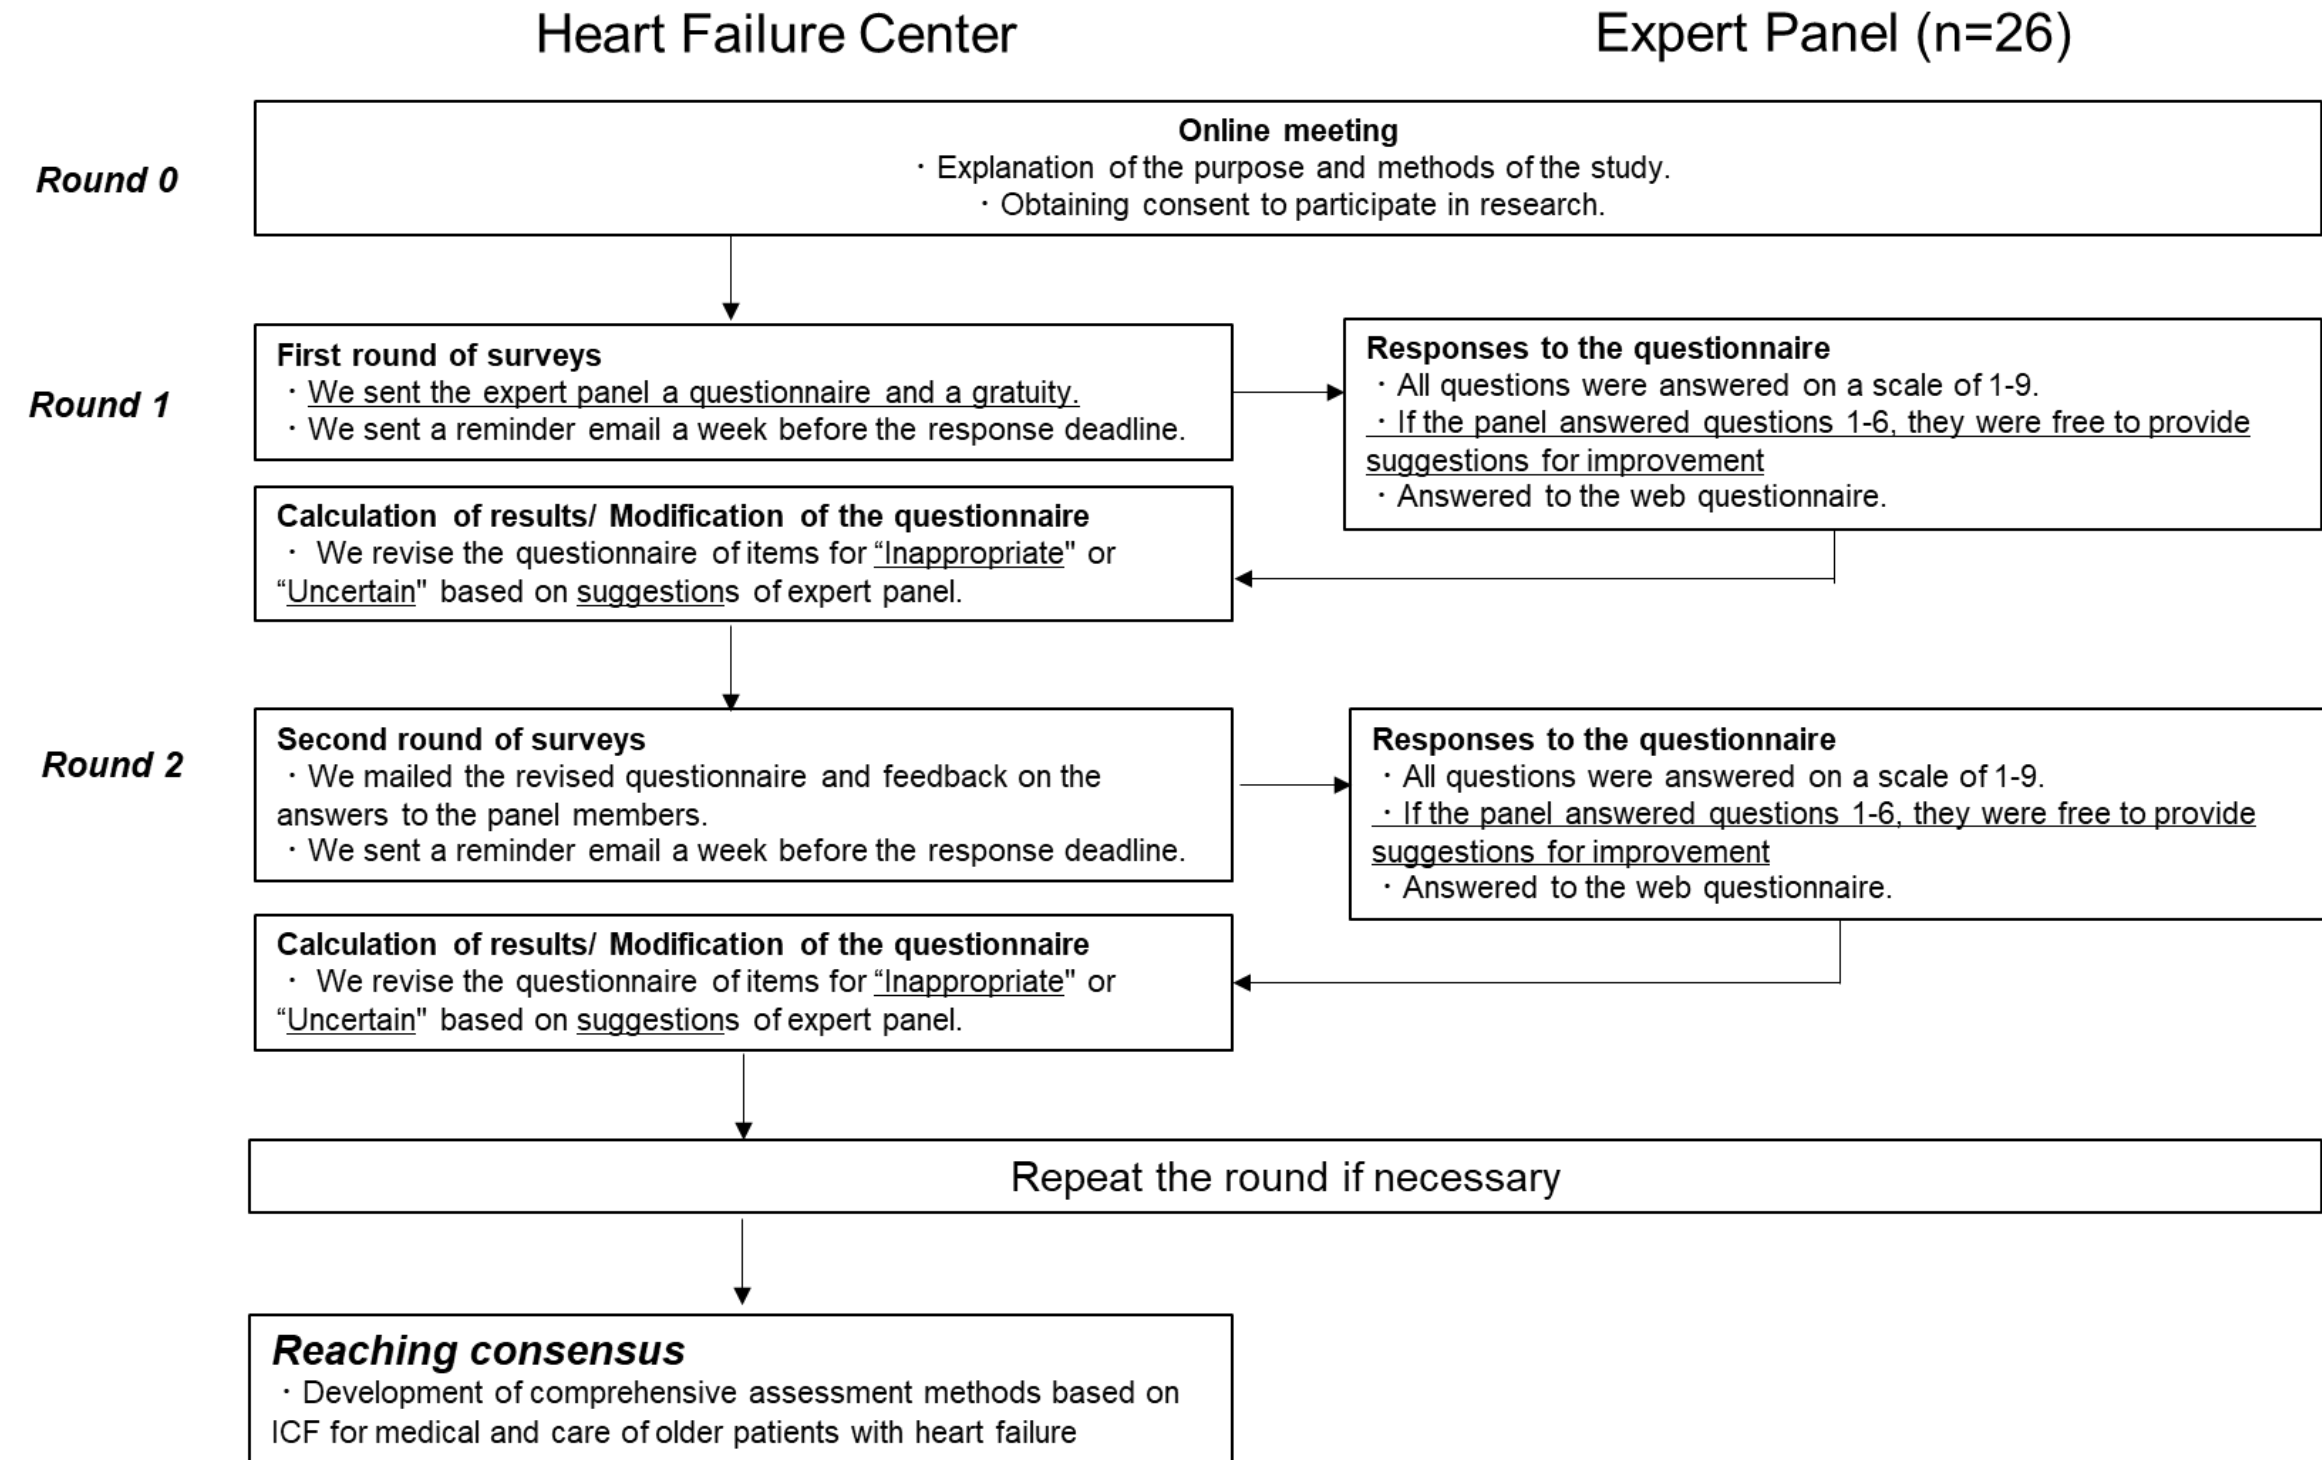 Heart Failure Center
Expert Panel (n=26)
Round 0
Online meeting
・Explanation of the purpose and methods of the study.
・Obtaining consent to participate in research.
Round 1
First round of surveys
・We sent the expert panel a questionnaire and a gratuity.
・We sent a reminder email a week before the response deadline.
Responses to the questionnaire
・All questions were answered on a scale of 1-9.
・If the panel answered questions 1-6, they were free to provide
suggestions for improvement
・Answered to the web questionnaire.
Calculation of results/ Modification of the questionnaire
・ We revise the questionnaire of items for “Inappropriate" or
“Uncertain" based on suggestions of expert panel.
Round 2
Second round of surveys
・We mailed the revised questionnaire and feedback on the
answers to the panel members.
・We sent a reminder email a week before the response deadline.
Responses to the questionnaire
・All questions were answered on a scale of 1-9.
・If the panel answered questions 1-6, they were free to provide
suggestions for improvement
・Answered to the web questionnaire.
Calculation of results/ Modification of the questionnaire
・ We revise the questionnaire of items for “Inappropriate" or
“Uncertain" based on suggestions of expert panel.
Repeat the round if necessary
Reaching consensus
・Development of comprehensive assessment methods based on
ICF for medical and care of older patients with heart failure